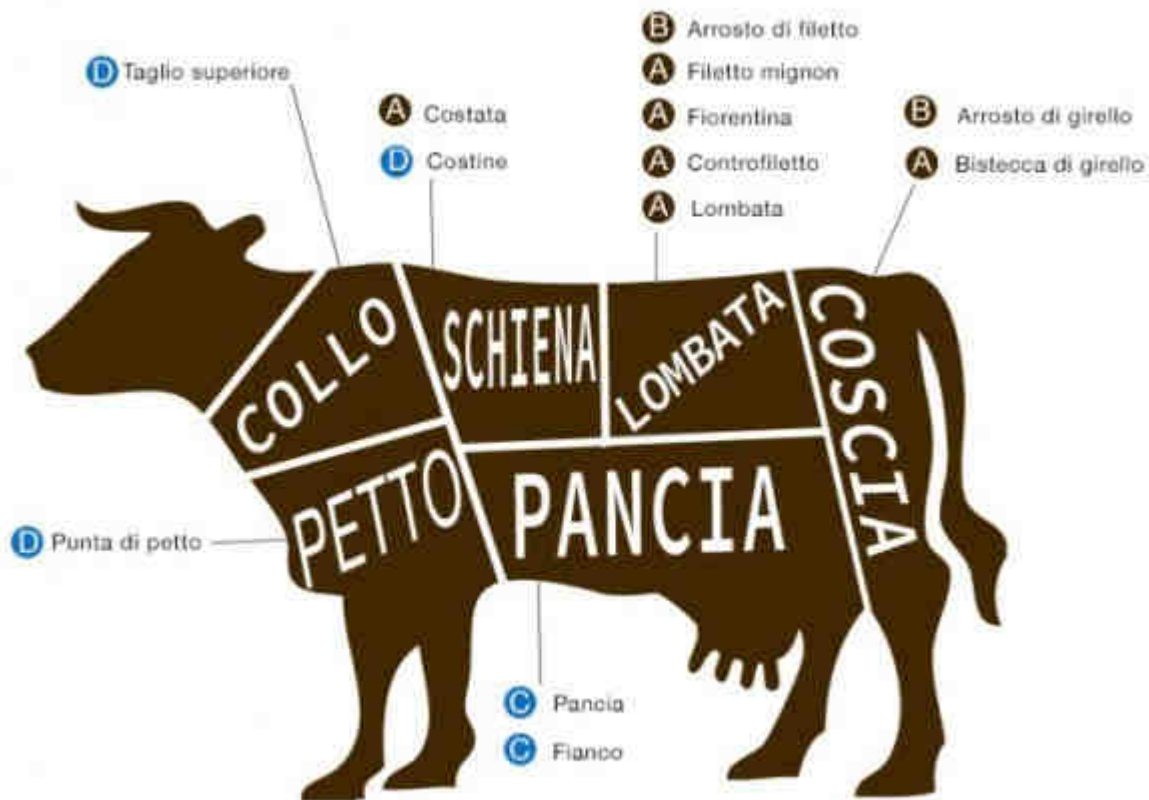 B Arrosto di filetto
D Taglio superiore
A Filetto mignon
A Costata
A Fiorentina
B Arrosto di girello
D Costine
A Controfiletto
A Bistecca di girello
A Lombata
COLLO
SCHIENA
LOMBATA
COSCIA
PETTO
PANCIA
D Punta di petto
C Pancia
C Fianco